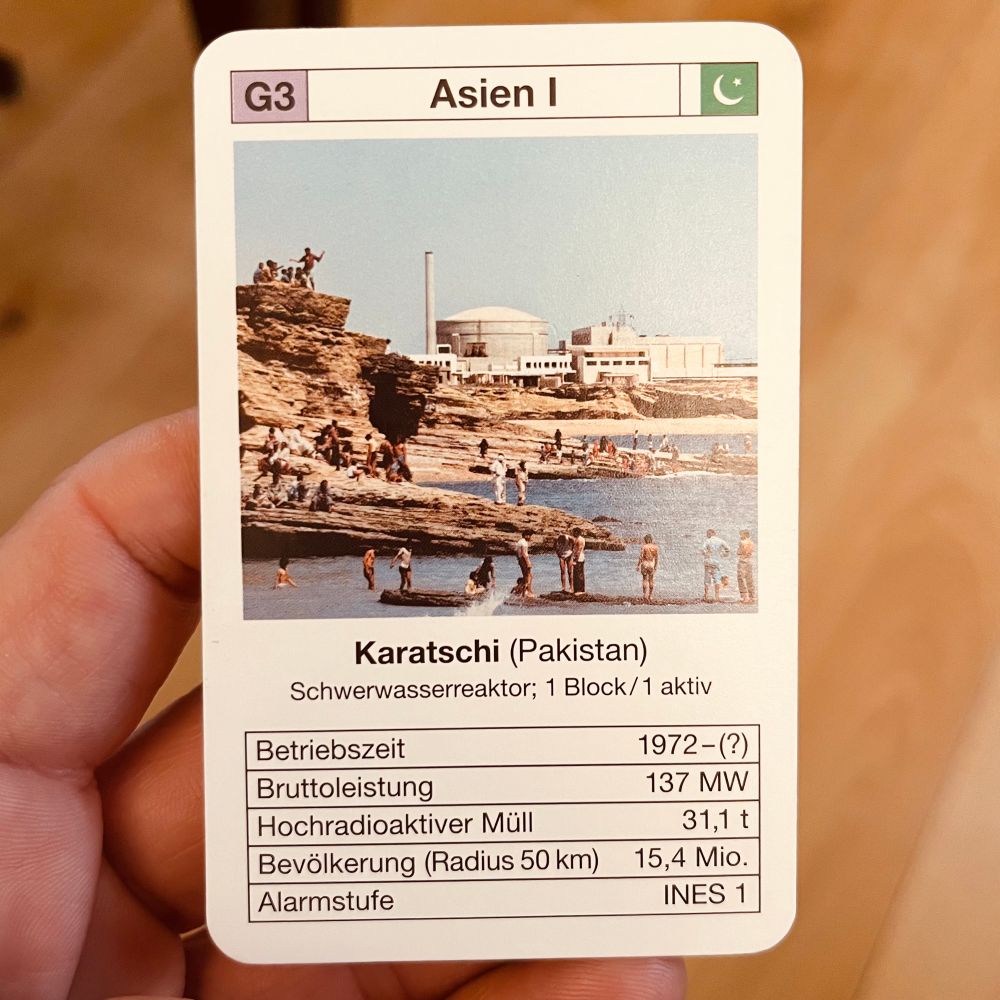 G3 Asien I
Karatschi (Pakistan)
Schwerwasserreaktor; 1 Block/1 aktiv
Betriebszeit 1972–(?)
Bruttoleistung 137 MW
Hochradioaktiver Müll 31,1 t
Bevölkerung (Radius 50 km) 15,4 Mio.
Alarmstufe INES 1